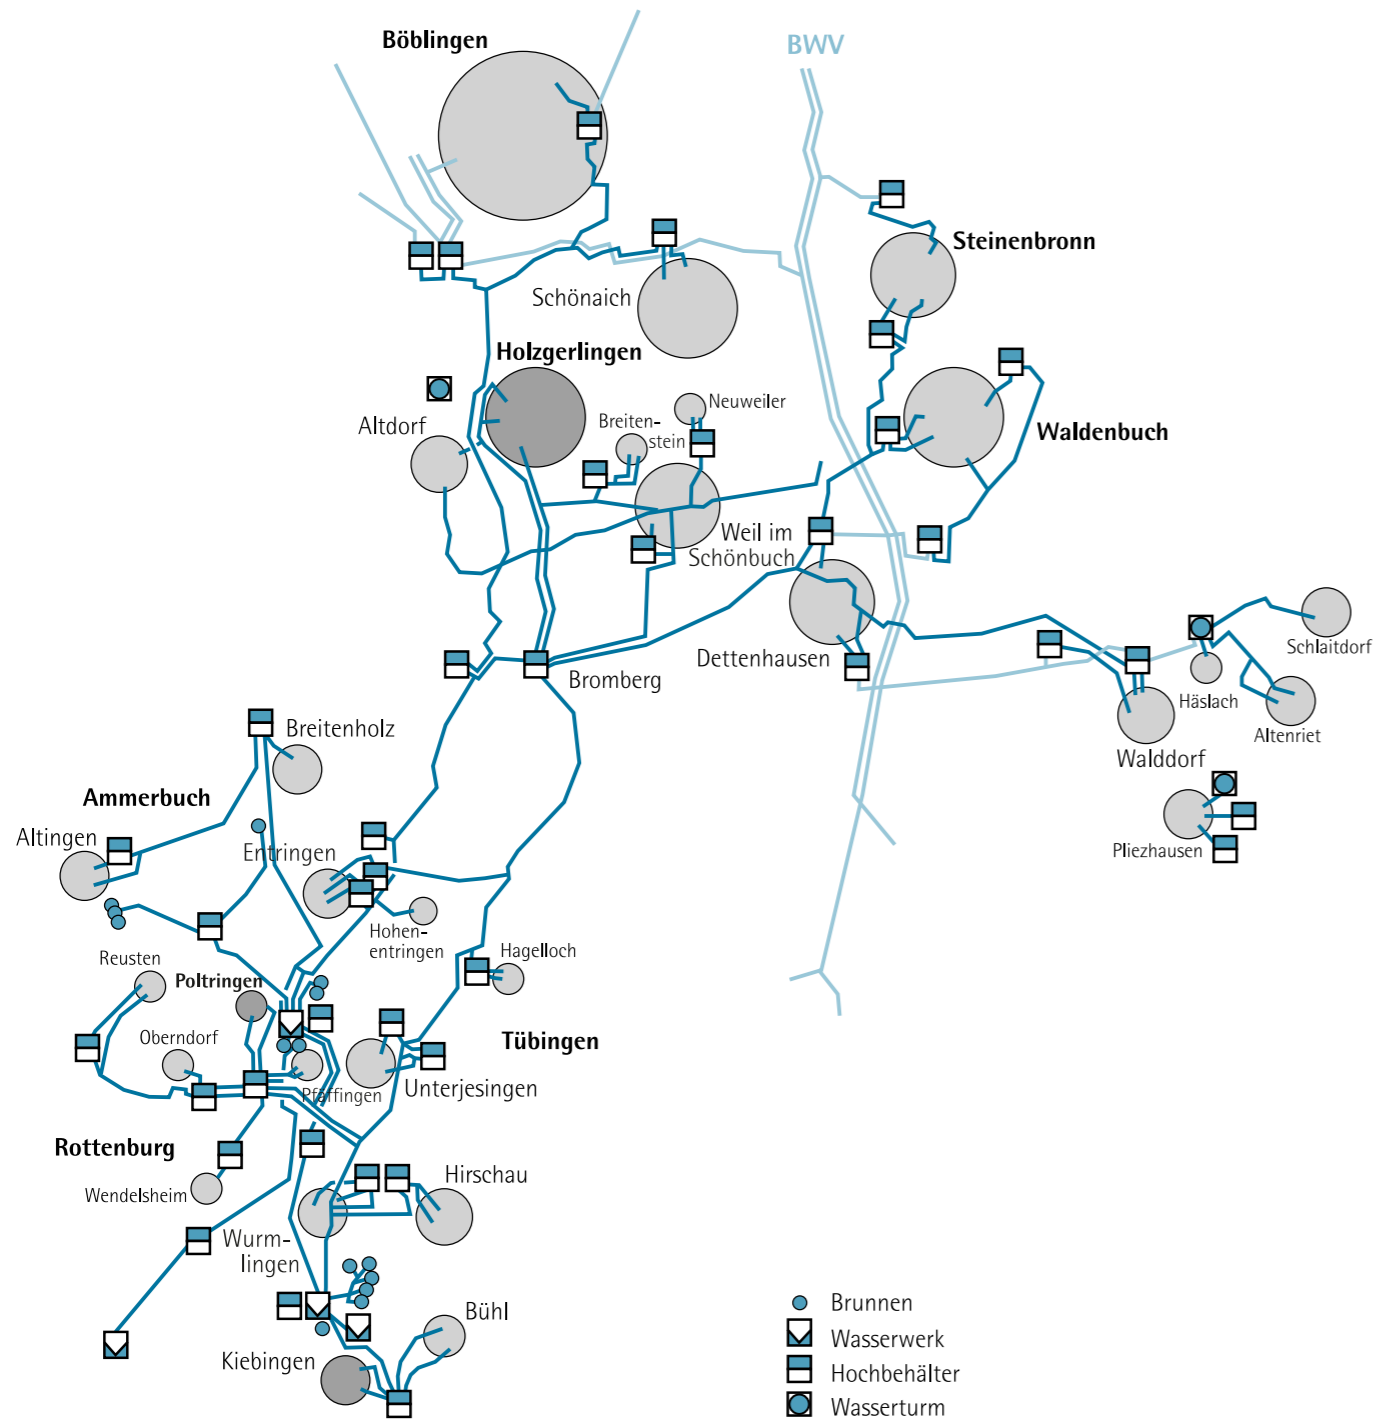 Böblingen
BWV
Steinenbronn
Schönaich
Holzgerlingen
Neuweiler
Breiten-
stein
Altdorf
Waldenbuch
Weil im
Schönbuch
Dettenhausen
Bromberg
Schlaitdorf
Häslach
Altenriet
Walddorf
Pliezhausen
Breitenholz
Ammerbuch
Altingen
Entringen
Hohen-
entringen
Hagelloch
Reusten
Poltringen
Oberndorf
Tübingen
Pfäffingen
Unterjesingen
Rottenburg
Wendelsheim
Hirschau
Wurm-
lingen
Bühl
Kiebingen
Brunnen
Wasserwerk
Hochbehälter
Wasserturm